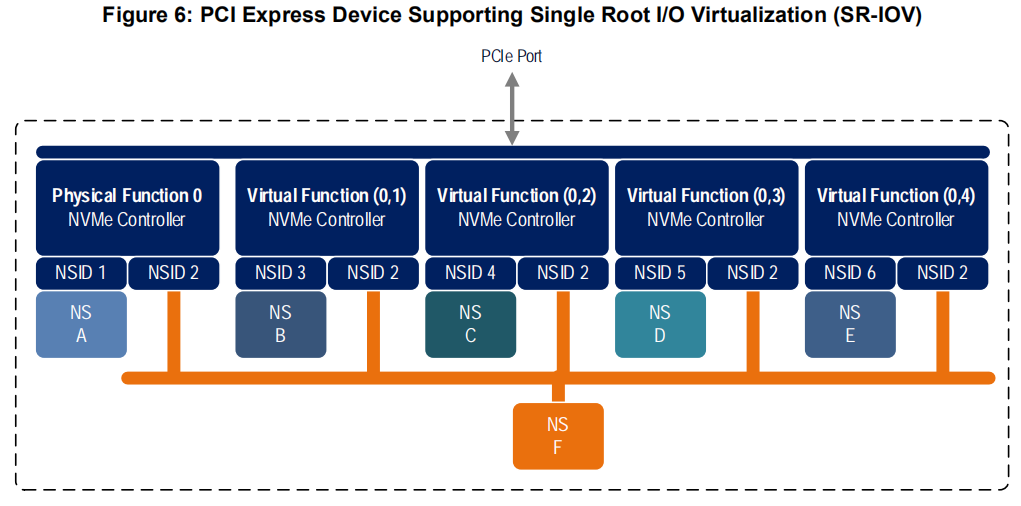 Figure 6: PCI Express Device Supporting Single Root I/O Virtualization (SR-IOV)
PCIe Port
Physical Function 0
NVMe Controller
Virtual Function (0,1)
NVMe Controller
Virtual Function (0,2)
NVMe Controller
Virtual Function (0,3)
NVMe Controller
Virtual Function (0,4)
NVMe Controller
NSID 1
NSID 2
NSID 3
NSID 2
NSID 4
NSID 2
NSID 5
NSID 2
NSID 6
NSID 2
NS
A
NS
B
NS
C
NS
D
NS
E
NS
F